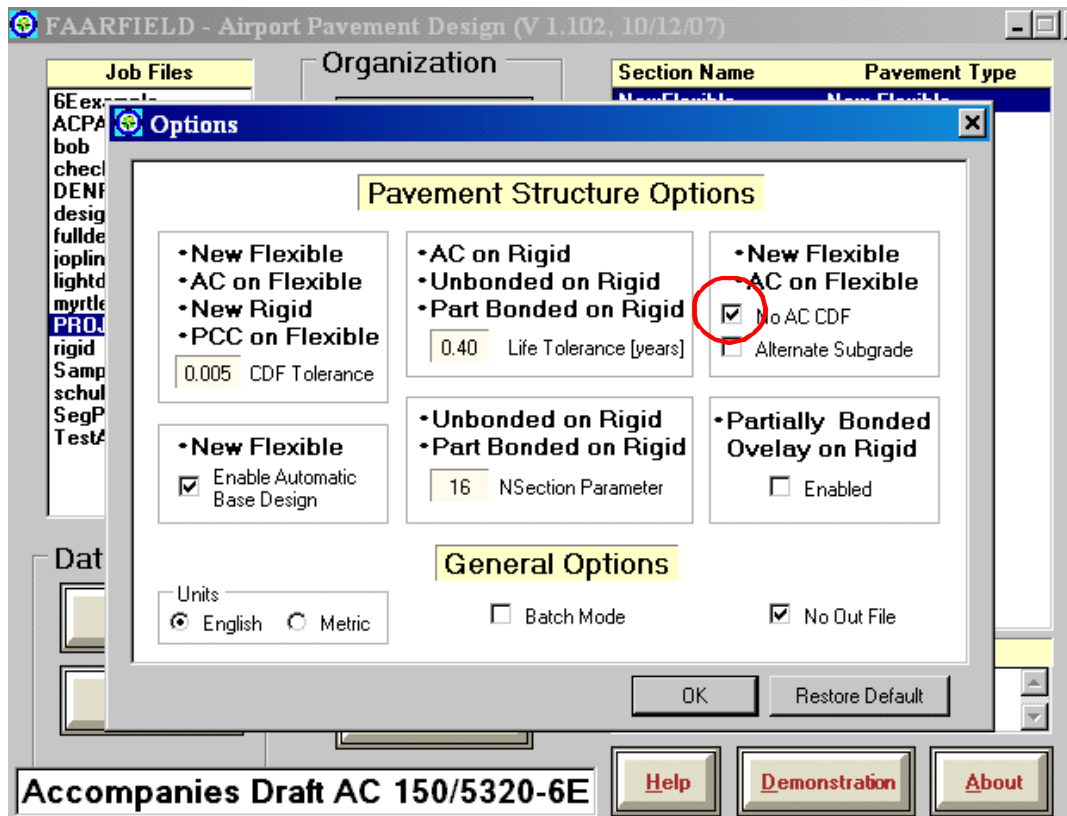 FAARFIELD - Airport Pavement Design (V 1.102, 10/12/07)
Job Files
Organization
Section Name Pavement Type
bob
rigid
Options
Pavement Structure Options
•New Flexible
•AC on Flexible
•New Rigid
•PCC on Flexible
0.005 CDF Tolerance
•AC on Rigid
•Unbonded on Rigid
•Part Bonded on Rigid
0.40 Life Tolerance [years]
•New Flexible
•AC on Flexible
No AC CDF
Alternate Subgrade
•New Flexible
Enable Automatic
Base Design
•Unbonded on Rigid
•Part Bonded on Rigid
16 NSection Parameter
•Partially Bonded
Ovelay on Rigid
Enabled
General Options
Units
English Metric
Batch Mode
No Out File
OK
Restore Default
Accompanies Draft AC 150/5320-6E
Help
Demonstration
About